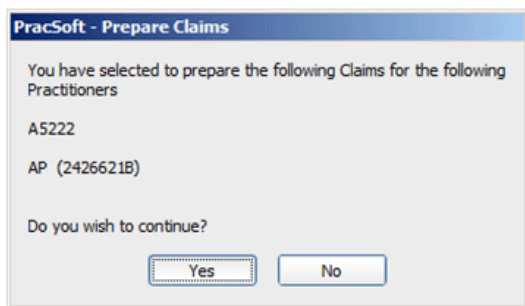 PracSoft - Prepare Claims
You have selected to prepare the following Claims for the following
Practitioners
A5222
AP (2426621B)
Do you wish to continue?
Yes No